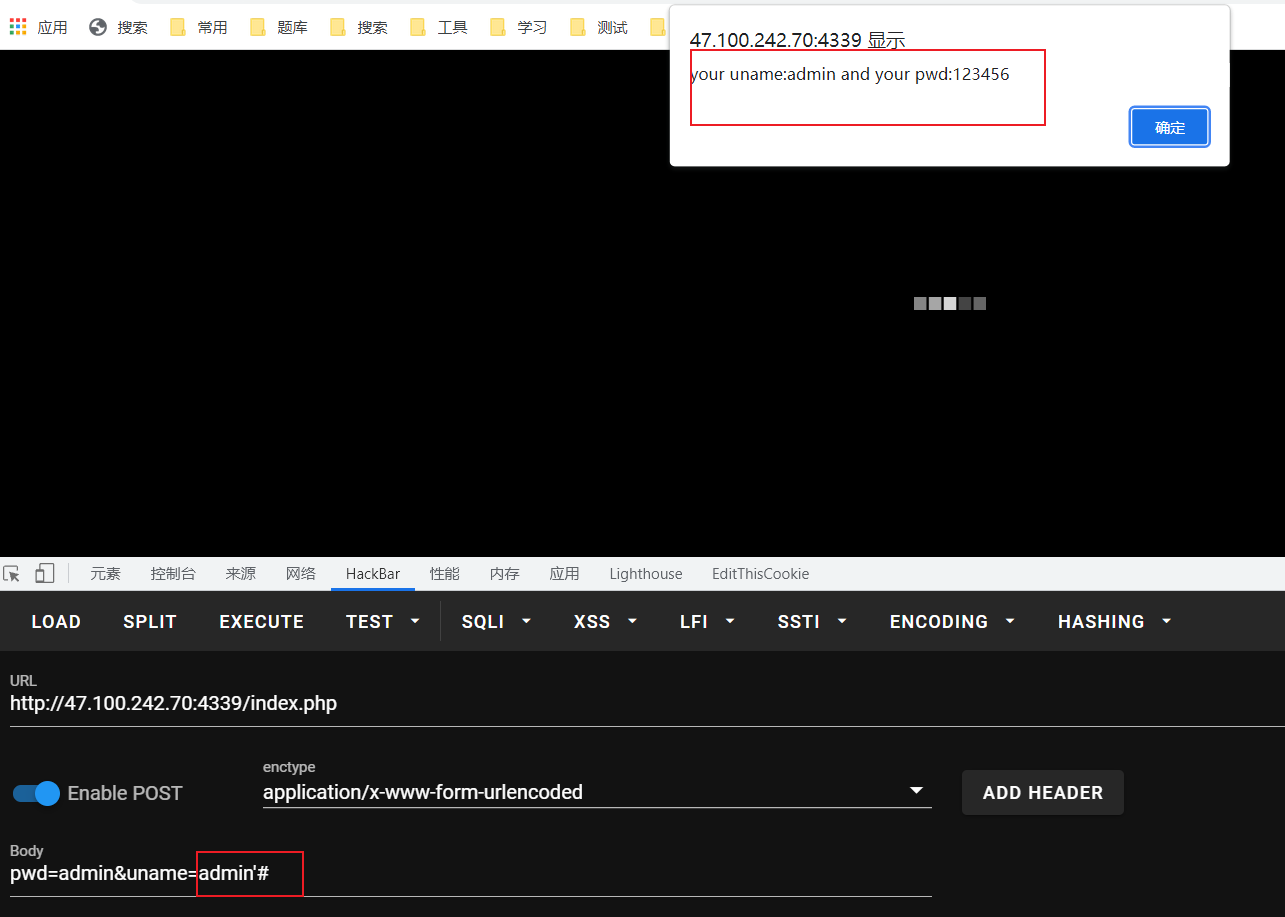 应用 搜索 常用 题库 搜索 工具 学习 测试
47.100.242.70:4339 显示
your uname:admin and your pwd:123456
确定
元素 控制台 来源 网络 HackBar 性能 内存 应用 Lighthouse EditThisCookie
LOAD SPLIT EXECUTE TEST SQLI XSS LFI SSTI ENCODING HASHING
URL
http://47.100.242.70:4339/index.php
enctype
Enable POST application/x-www-form-urlencoded ADD HEADER
Body
pwd=admin&uname=admin'#